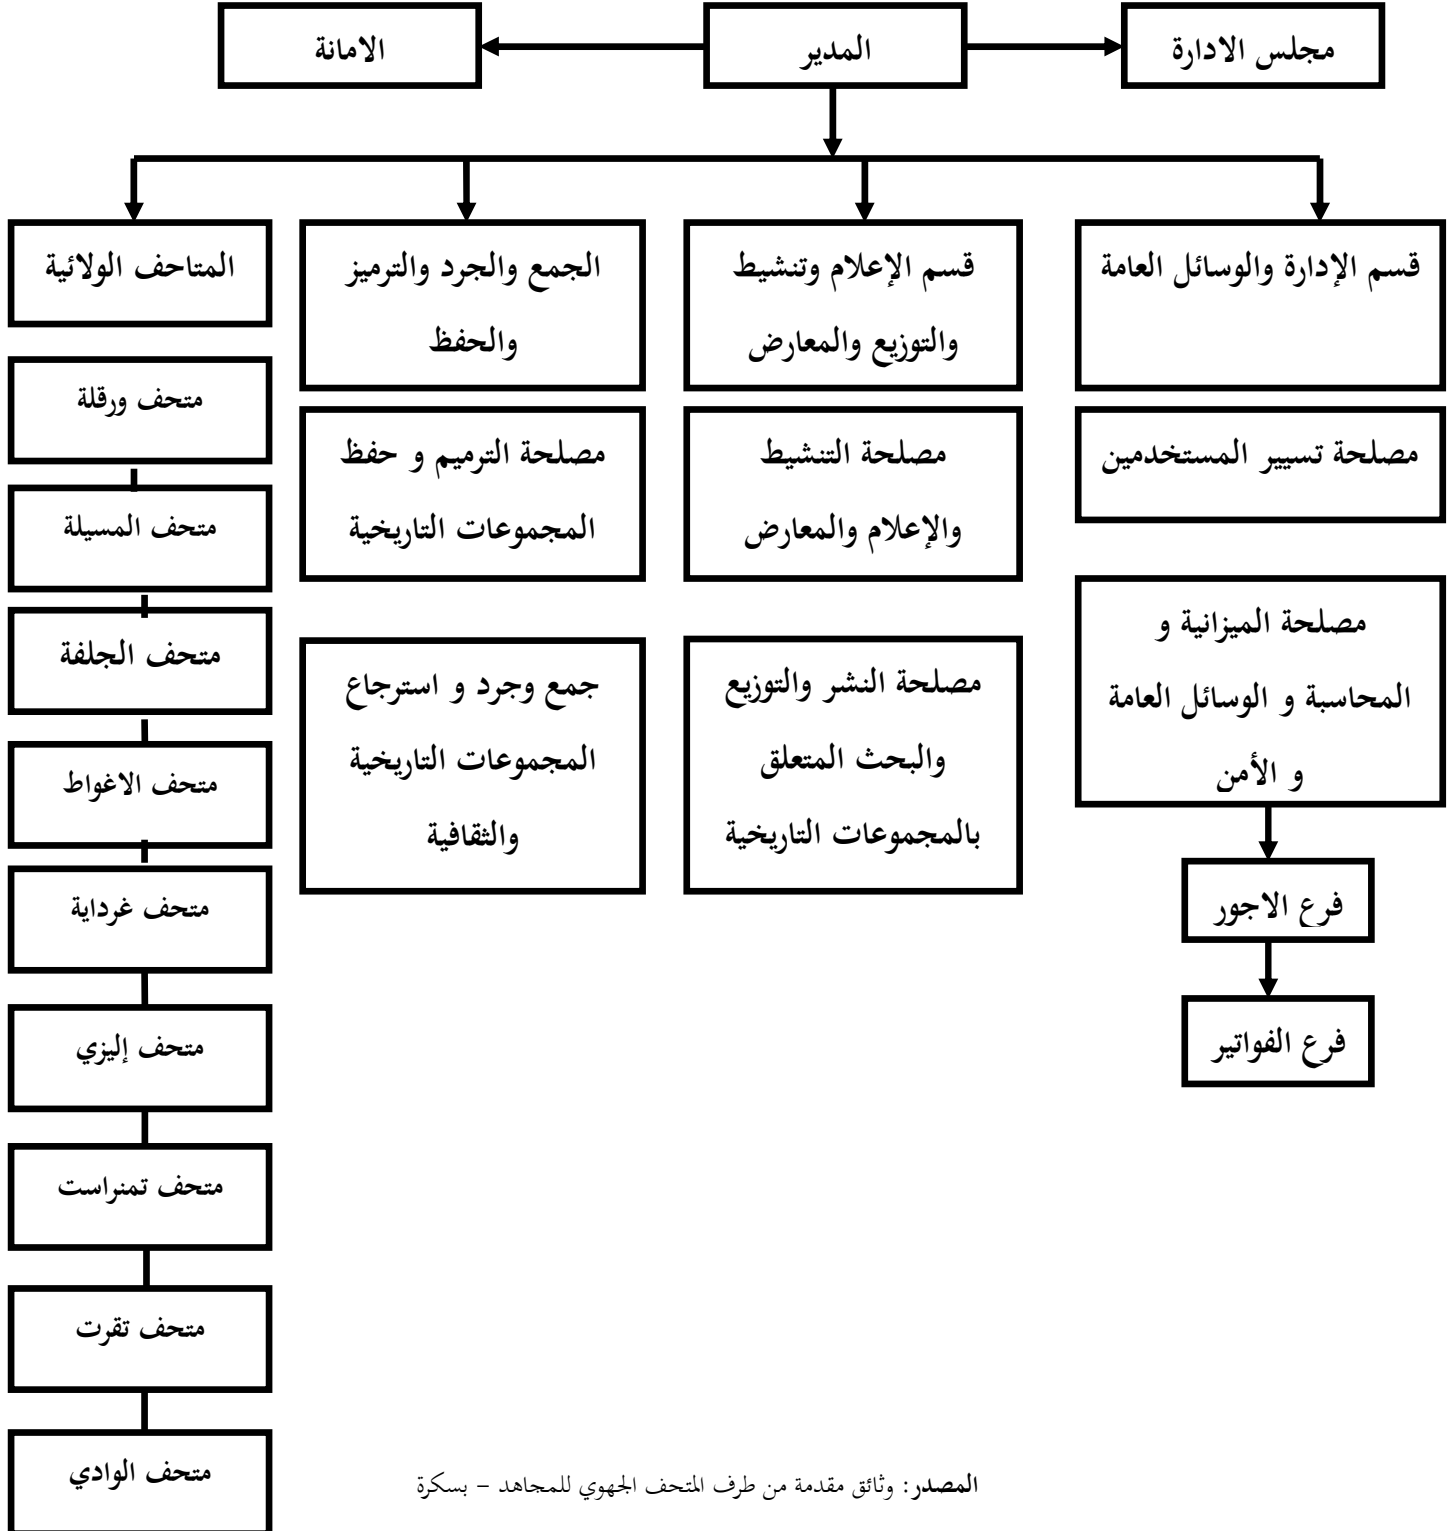 مجلس الادارة
المدير
الامانة
قسم الإدارة والوسائل العامة
مصلحة تسيير المستخدمين
مصلحة الميزانية و
المحاسبة و الوسائل العامة
و الأمن
فرع الاجور
فرع الفواتير
قسم الإعلام وتنشيط
والتوزيع والمعارض
مصلحة التنشيط
والإعلام والمعارض
مصلحة النشر والتوزيع
والبحث المتعلق
بالمجموعات التاريخية
الجمع والجرد والترميز
والحفظ
مصلحة الترميم و حفظ
المجموعات التاريخية
جمع وجرد و استرجاع
المجموعات التاريخية
والثقافية
المتاحف الولائية
متحف ورقلة
متحف المسيلة
متحف الجلفة
متحف الاغواط
متحف غرداية
متحف إليزي
متحف تمنراست
متحف تقرت
متحف الوادي
المصدر: وثائق مقدمة من طرف المتحف الجهوي للمجاهد – بسكرة